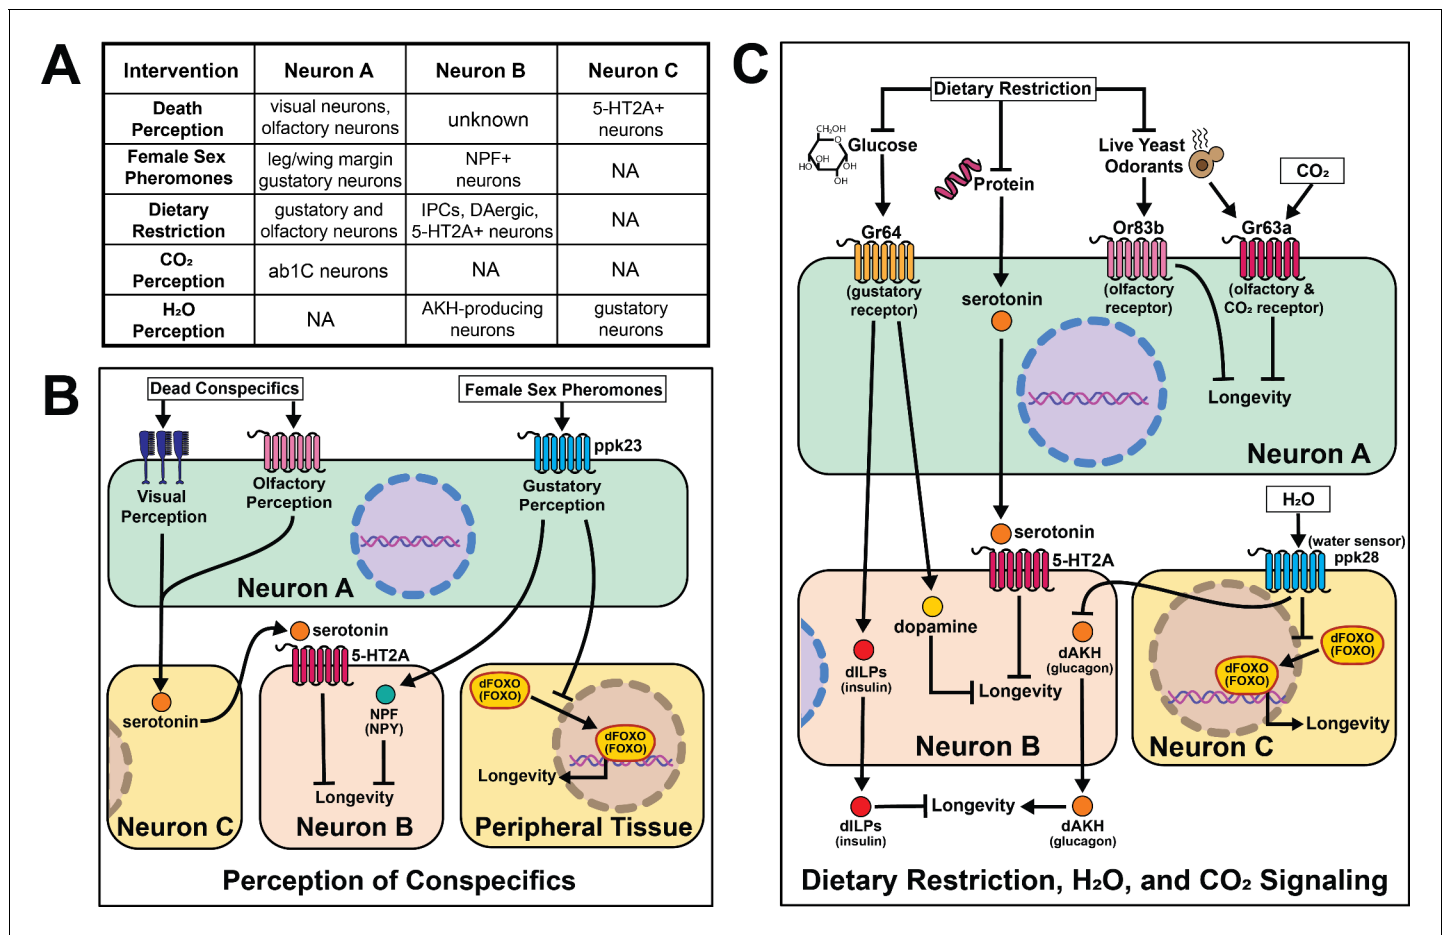 A
Intervention Neuron A Neuron B Neuron C
Death Perception visual neurons, olfactory neurons unknown 5-HT2A+ neurons
Female Sex Pheromones leg/wing margin gustatory neurons NPF+ neurons NA
Dietary Restriction gustatory and olfactory neurons IPCs, DAergic, 5-HT2A+ neurons NA
CO₂ Perception ab1C neurons NA NA
H₂O Perception NA AKH-producing neurons gustatory neurons
B
Dead Conspecifics
Female Sex Pheromones
ppk23
Visual
Perception
Olfactory
Perception
Gustatory
Perception
Neuron A
serotonin
5-HT2A
serotonin
NPF
(NPY)
Longevity
dFOXO
(FOXO)
dFOXO
(FOXO)
Longevity
Neuron C
Neuron B
Peripheral Tissue
Perception of Conspecifics
C
Dietary Restriction
CH₂OH
O
OH
HO
OH
OH
Glucose
Protein
Live Yeast
Odorants
CO₂
Gr64
Or83b
Gr63a
(gustatory
receptor)
serotonin
(olfactory
receptor)
(olfactory &
CO₂ receptor)
Longevity
Neuron A
H₂O
serotonin
5-HT2A
(water sensor)
ppk28
dopamine
dILPs
(insulin)
dAKH
(glucagon)
Longevity
dFOXO
(FOXO)
dFOXO
(FOXO)
Longevity
Neuron B
Neuron C
dILPs
(insulin)
Longevity
dAKH
(glucagon)
Dietary Restriction, H₂O, and CO₂ Signaling